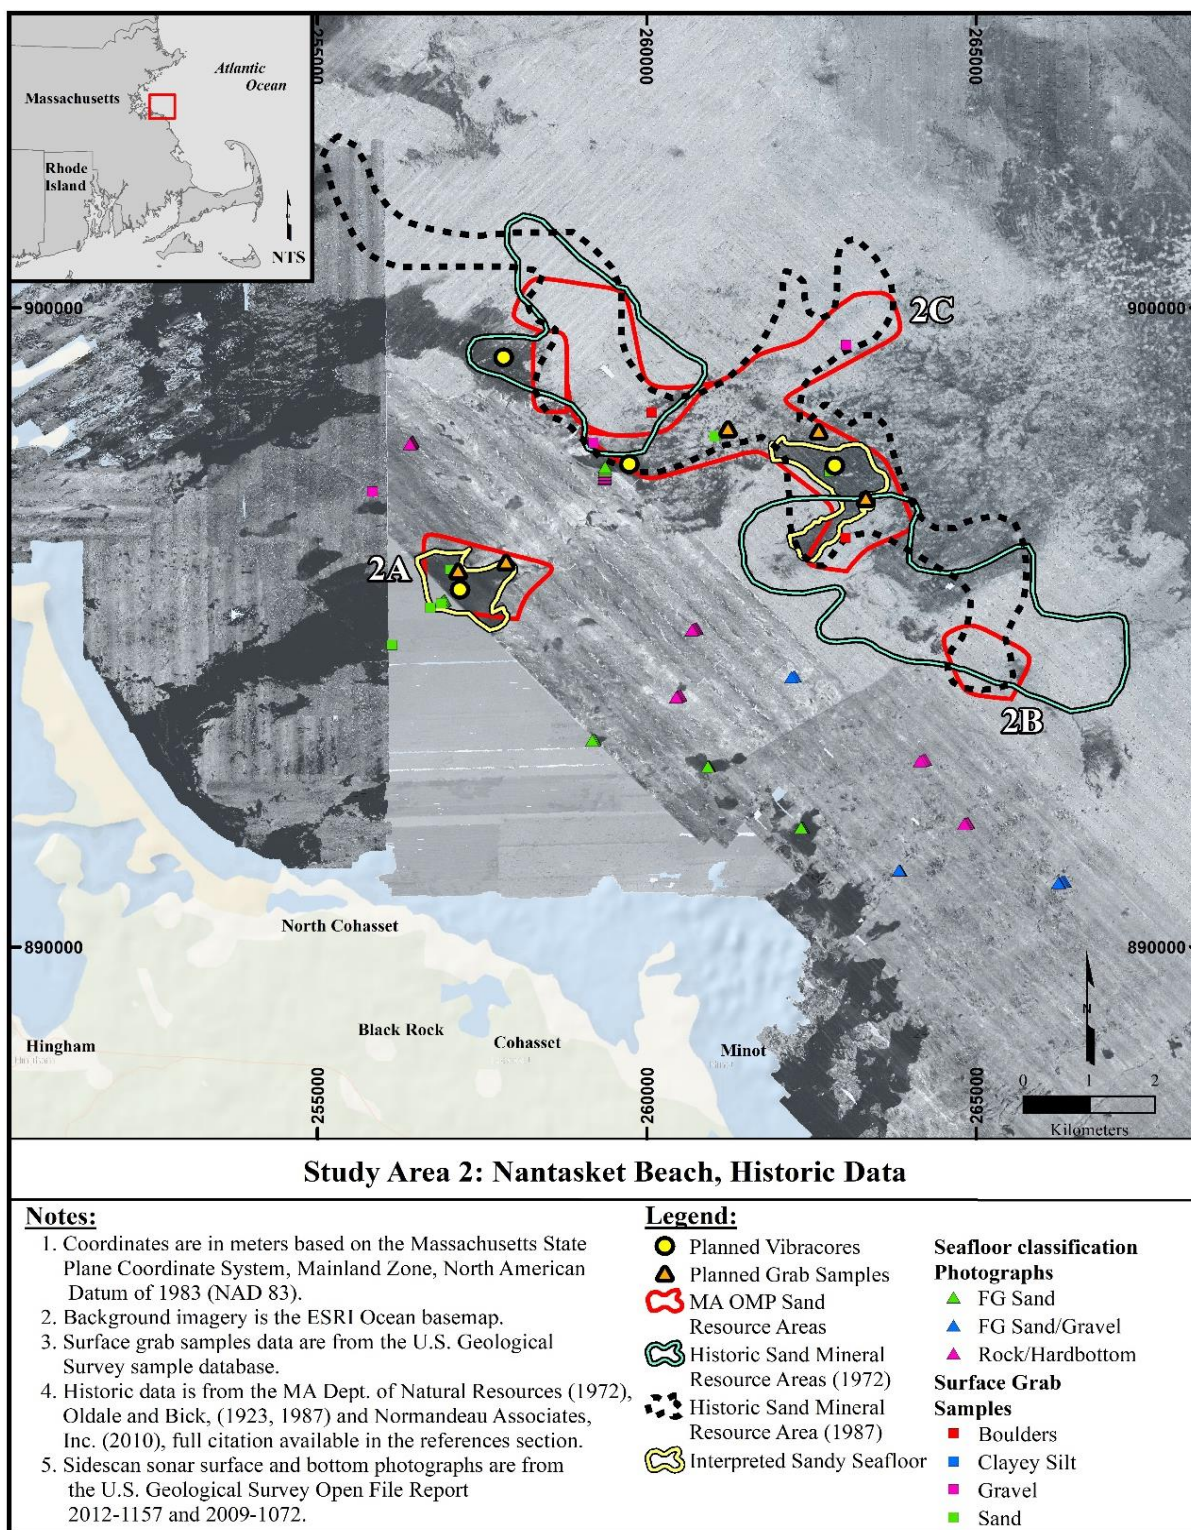 255000
260000
265000
Atlantic
Ocean
Massachusetts
Rhode
Island
NTS
900000
2C
900000
2A
2B
890000
890000
North Cohasset
Black Rock
Cohasset
Hingham
Minot
N
255000
260000
265000
0 1 2
Kilometers
Study Area 2: Nantasket Beach, Historic Data
Notes:
1. Coordinates are in meters based on the Massachusetts State
Plane Coordinate System, Mainland Zone, North American
Datum of 1983 (NAD 83).
2. Background imagery is the ESRI Ocean basemap.
3. Surface grab samples data are from the U.S. Geological
Survey sample database.
4. Historic data is from the MA Dept. of Natural Resources (1972),
Oldale and Bick, (1923, 1987) and Normandeau Associates,
Inc. (2010), full citation available in the references section.
5. Sidescan sonar surface and bottom photographs are from
the U.S. Geological Survey Open File Report
2012-1157 and 2009-1072.
Legend:
Planned Vibracores
Planned Grab Samples
MA OMP Sand
Resource Areas
Historic Sand Mineral
Resource Areas (1972)
Historic Sand Mineral
Resource Area (1987)
Interpreted Sandy Seafloor
Seafloor classification
Photographs
FG Sand
FG Sand/Gravel
Rock/Hardbottom
Surface Grab
Samples
Boulders
Clayey Silt
Gravel
Sand